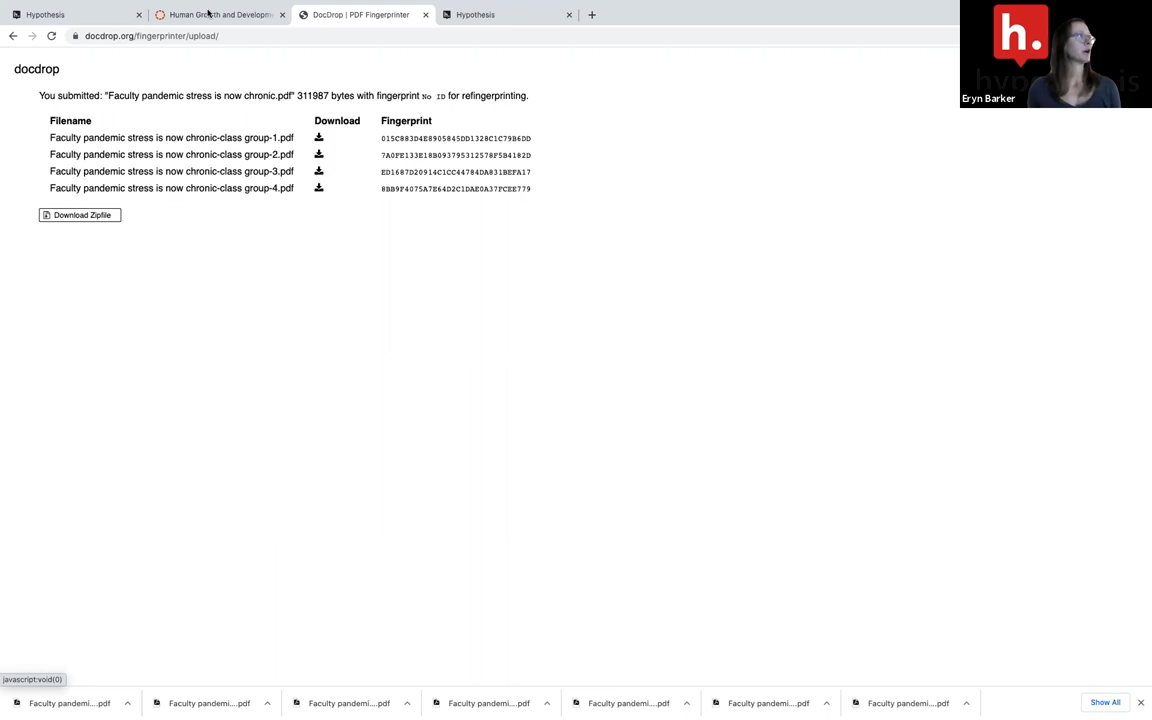 Hypothesis
Human Growth and Developm
DocDrop | PDF Fingerprinter
Hypothesis
docdrop.org/fingerprinter/upload/
h.
Eryn Barker
docdrop
You submitted: "Faculty pandemic stress is now chronic.pdf" 311987 bytes with fingerprint No ID for refingerprinting.
Filename Download Fingerprint
Faculty pandemic stress is now chronic-class group-1.pdf 015C883D4E8905845DD1328C1C79B6DD
Faculty pandemic stress is now chronic-class group-2.pdf 7A0FE133E18B093795312578F5B4182D
Faculty pandemic stress is now chronic-class group-3.pdf ED1687D20914C1CC44784DA831BEFA17
Faculty pandemic stress is now chronic-class group-4.pdf 8BB9F4075A7E64D2C1DAE0A37FCEE779
Download Zipfile
javascript:void(0)
Faculty pandemi....pdf
Faculty pandemi....pdf
Faculty pandemi....pdf
Faculty pandemi....pdf
Faculty pandemi....pdf
Faculty pandemi....pdf
Faculty pandemi....pdf
Show All